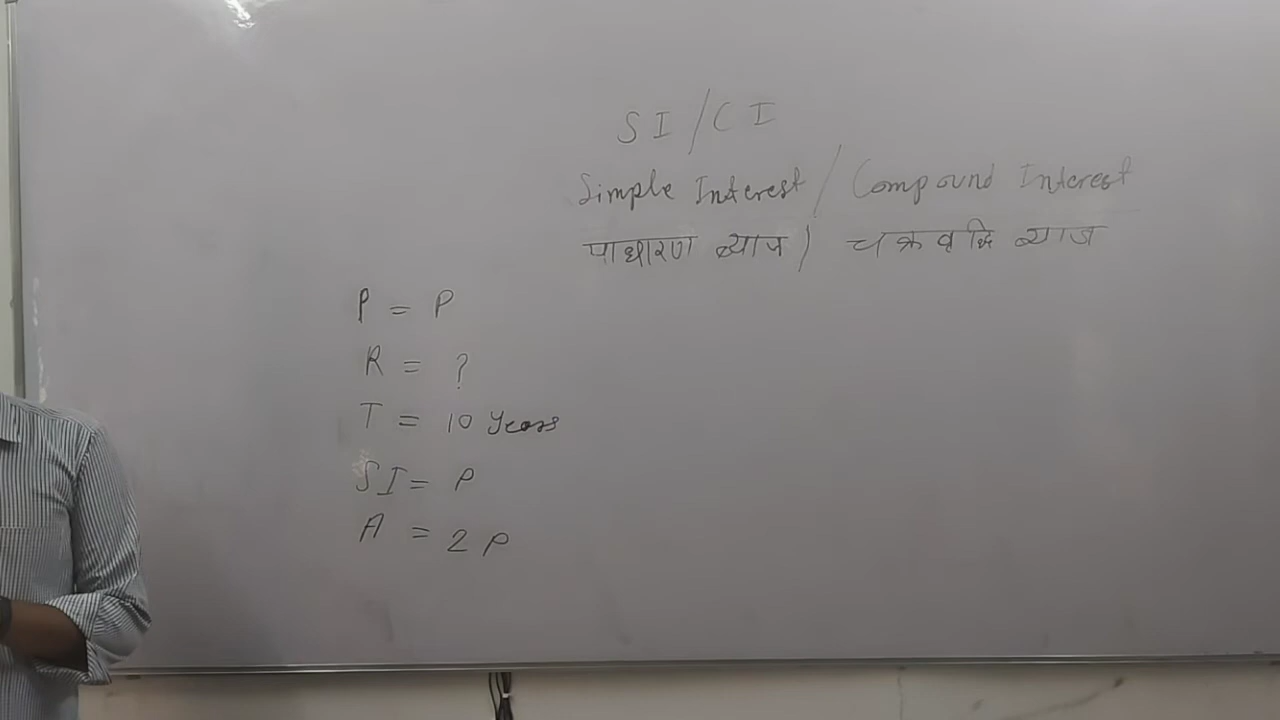 SI/CI
Simple Interest / Compound Interest
साधारण ब्याज / चक्रवृद्धि ब्याज
P = P
R = ?
T = 10 years
SI = P
A = 2P